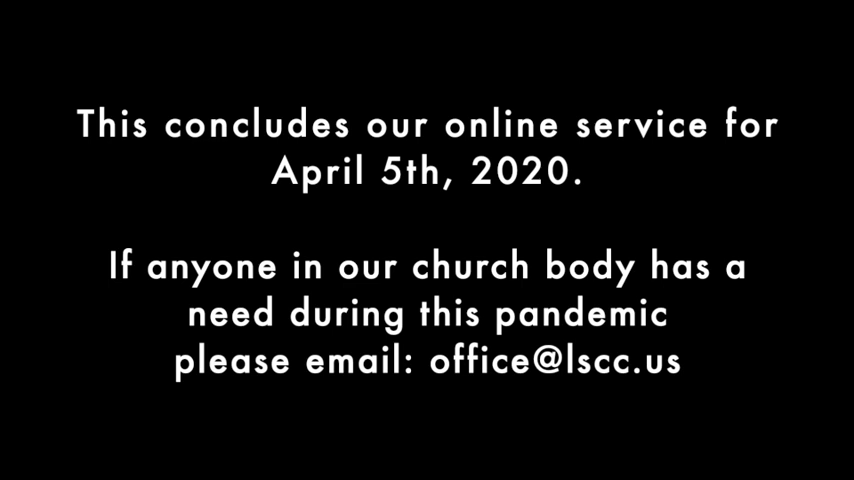 This concludes our online service for
April 5th, 2020.
If anyone in our church body has a
need during this pandemic
please email: office@lscc.us